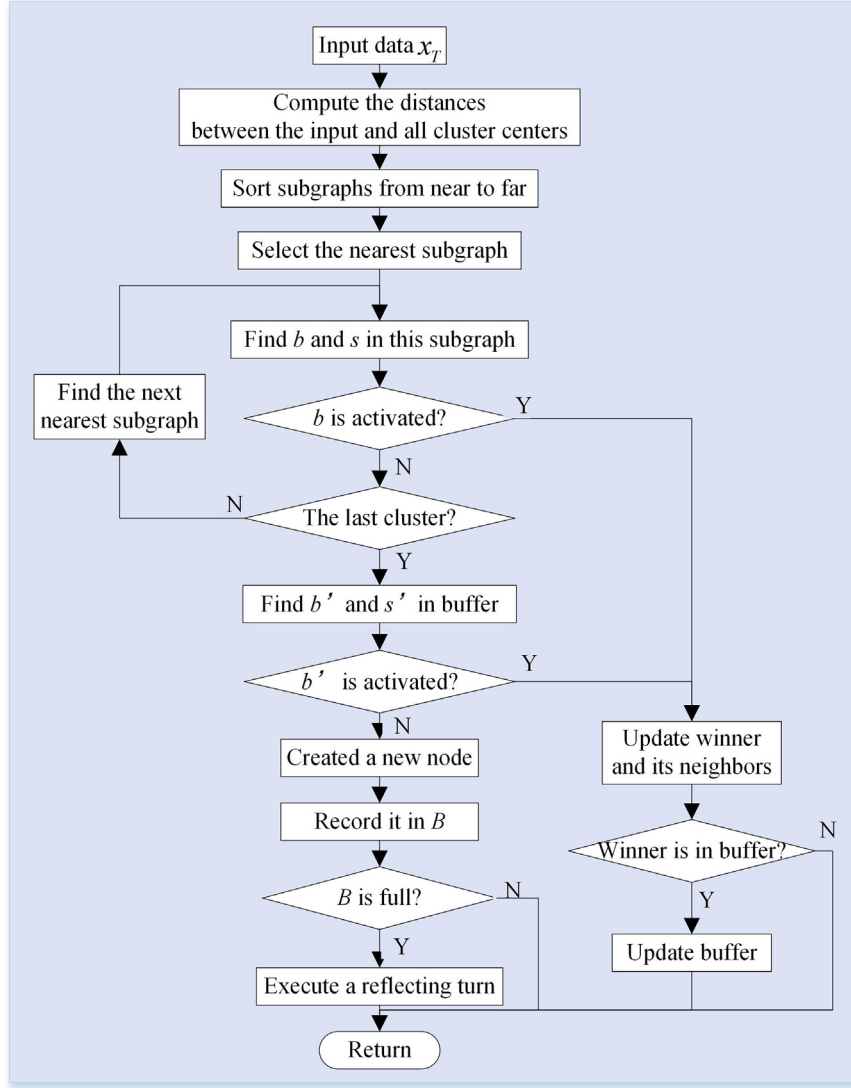 Input data x_T
Compute the distances
between the input and all cluster centers
Sort subgraphs from near to far
Select the nearest subgraph
Find b and s in this subgraph
Find the next
nearest subgraph
b is activated?
Y
N
The last cluster?
N
Y
Find b' and s' in buffer
b' is activated?
Y
N
Created a new node
Update winner
and its neighbors
Record it in B
Winner is in buffer?
N
Y
B is full?
N
Y
Update buffer
Execute a reflecting turn
Return